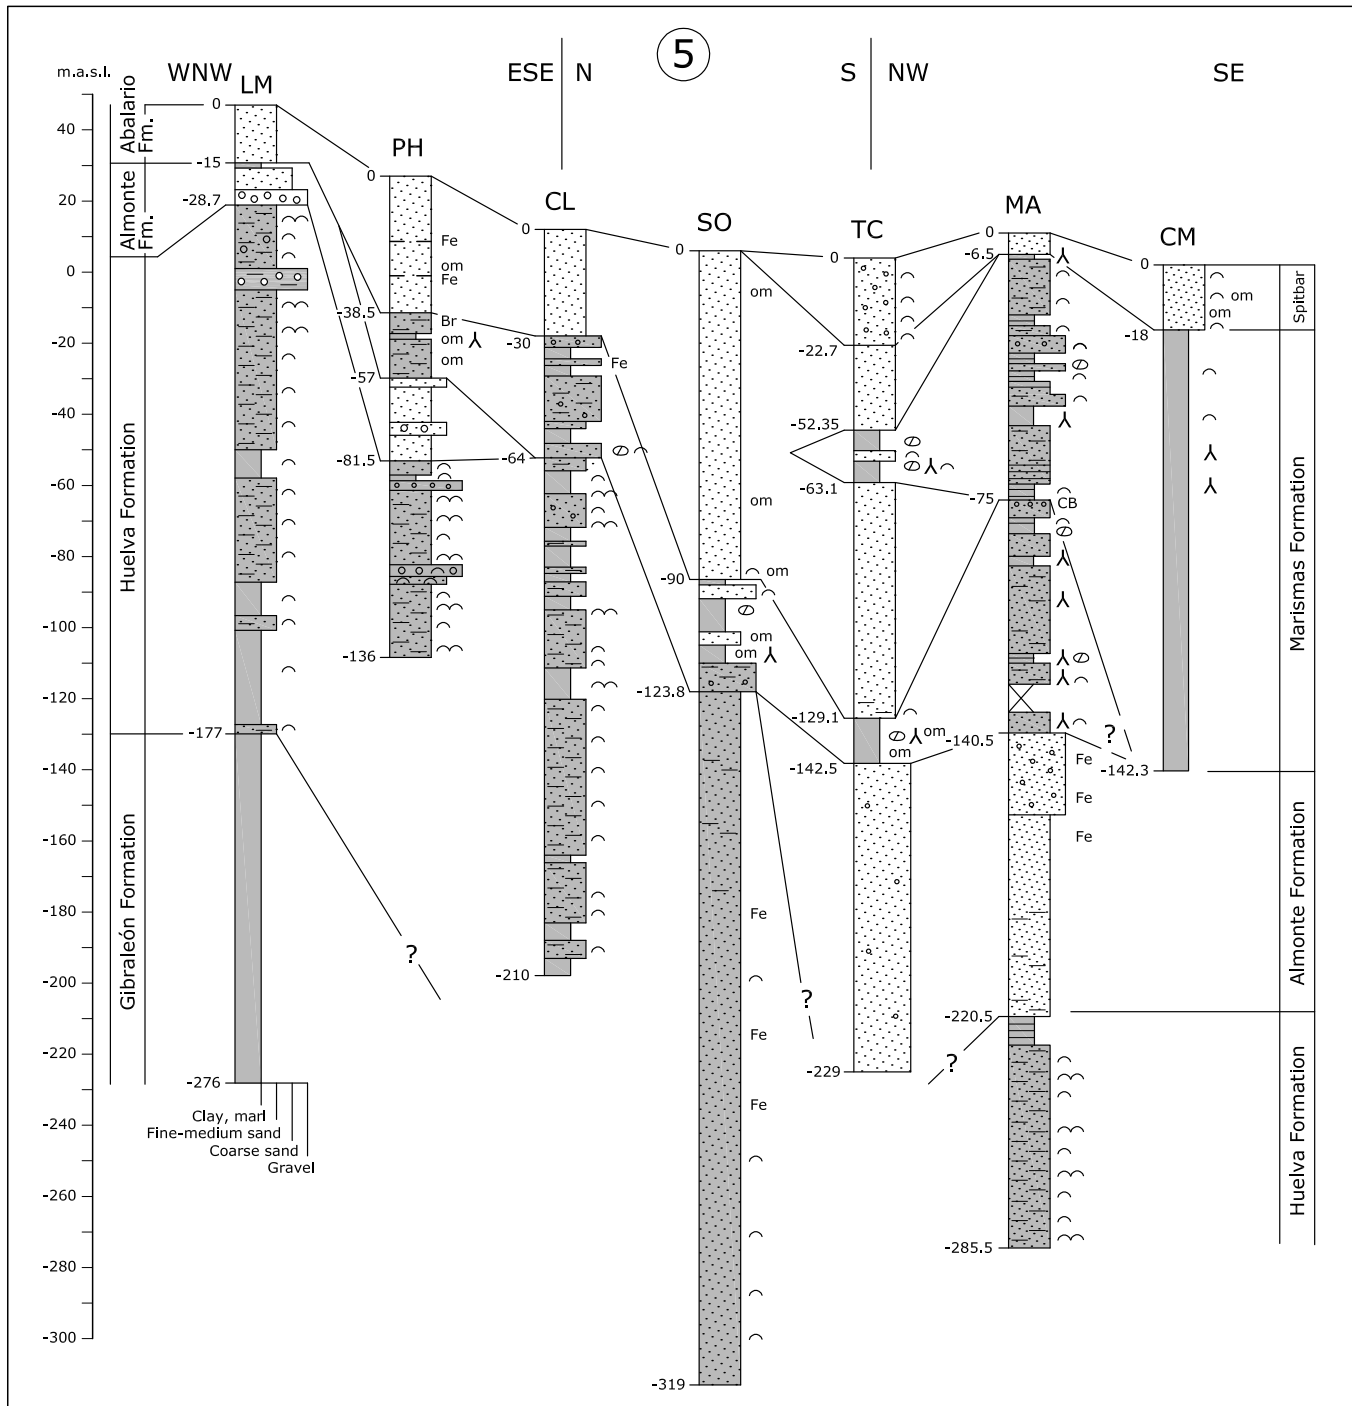 5
WNW
ESE
N
S
NW
SE
m.a.s.l.
LM
PH
CL
SO
TC
MA
CM
40
20
0
-20
-40
-60
-80
-100
-120
-140
-160
-180
-200
-220
-240
-260
-280
-300
Abalario
Fm.
Almonte
Fm.
Huelva Formation
Gibraleón Formation
0
-15
-28.7
-177
-276
Clay, marl
Fine-medium sand
Coarse sand
Gravel
?
0
Fe
om
Fe
-38.5
Br
om
om
-57
-81.5
-136
0
-30
Fe
-64
-210
0
om
om
-90
om
om
om
-123.8
Fe
Fe
Fe
-319
?
0
-22.7
-52.35
-63.1
-129.1
om
om
-142.5
-229
?
0
-6.5
-75
CB
-140.5
Fe
Fe
Fe
-220.5
-285.5
?
0
om
om
-18
-142.3
Spitbar
Marismas Formation
Almonte Formation
Huelva Formation